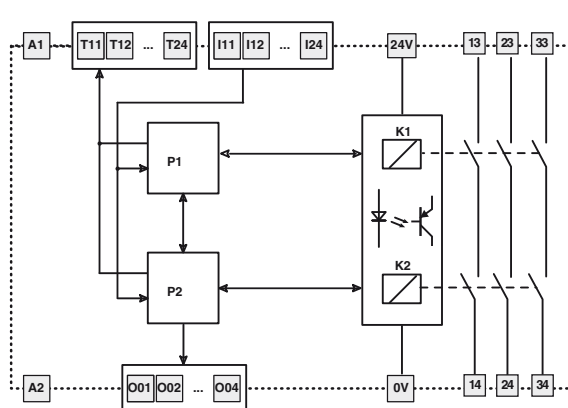 A1 T11 T12 ... T24 I11 I12 ... I24 24V 13 23 33
K1
P1
K2
P2
A2 O01 O02 ... O04 0V 14 24 34